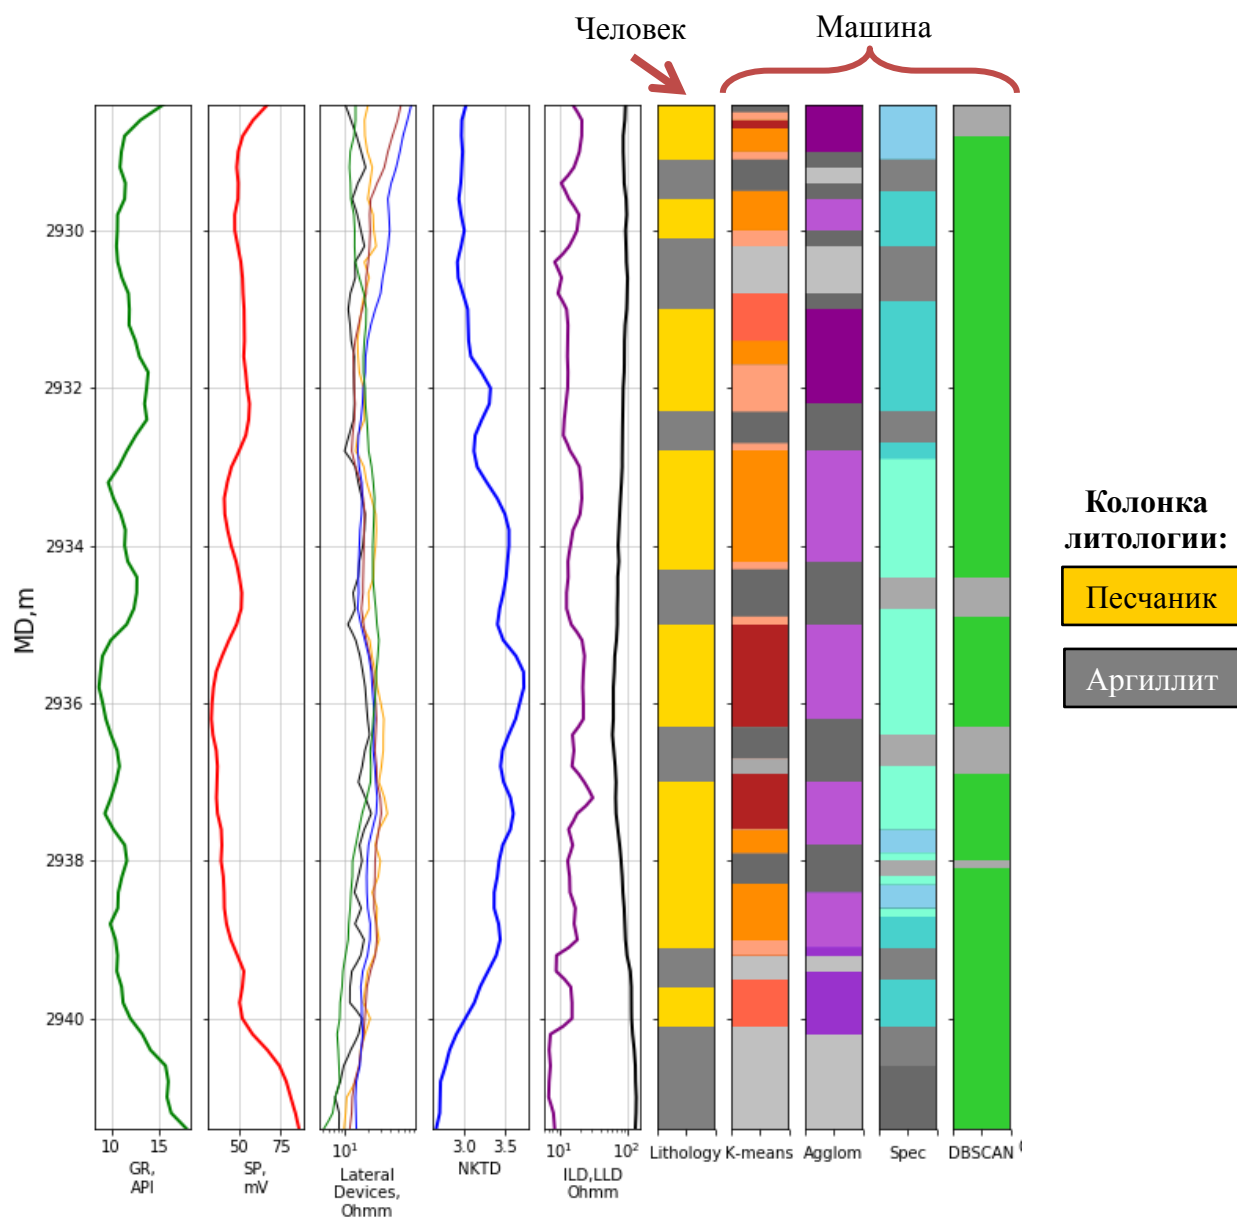 Человек
Машина
MD,m
2930
2932
2934
2936
2938
2940
10 15
GR,
API
50 75
SP,
mV
10¹
Lateral
Devices,
Ohmm
3.0 3.5
NKTD
10¹ 10²
ILD,LLD
Ohmm
Lithology
K-means
Agglom
Spec
DBSCAN
Колонка
литологии:
Песчаник
Аргиллит